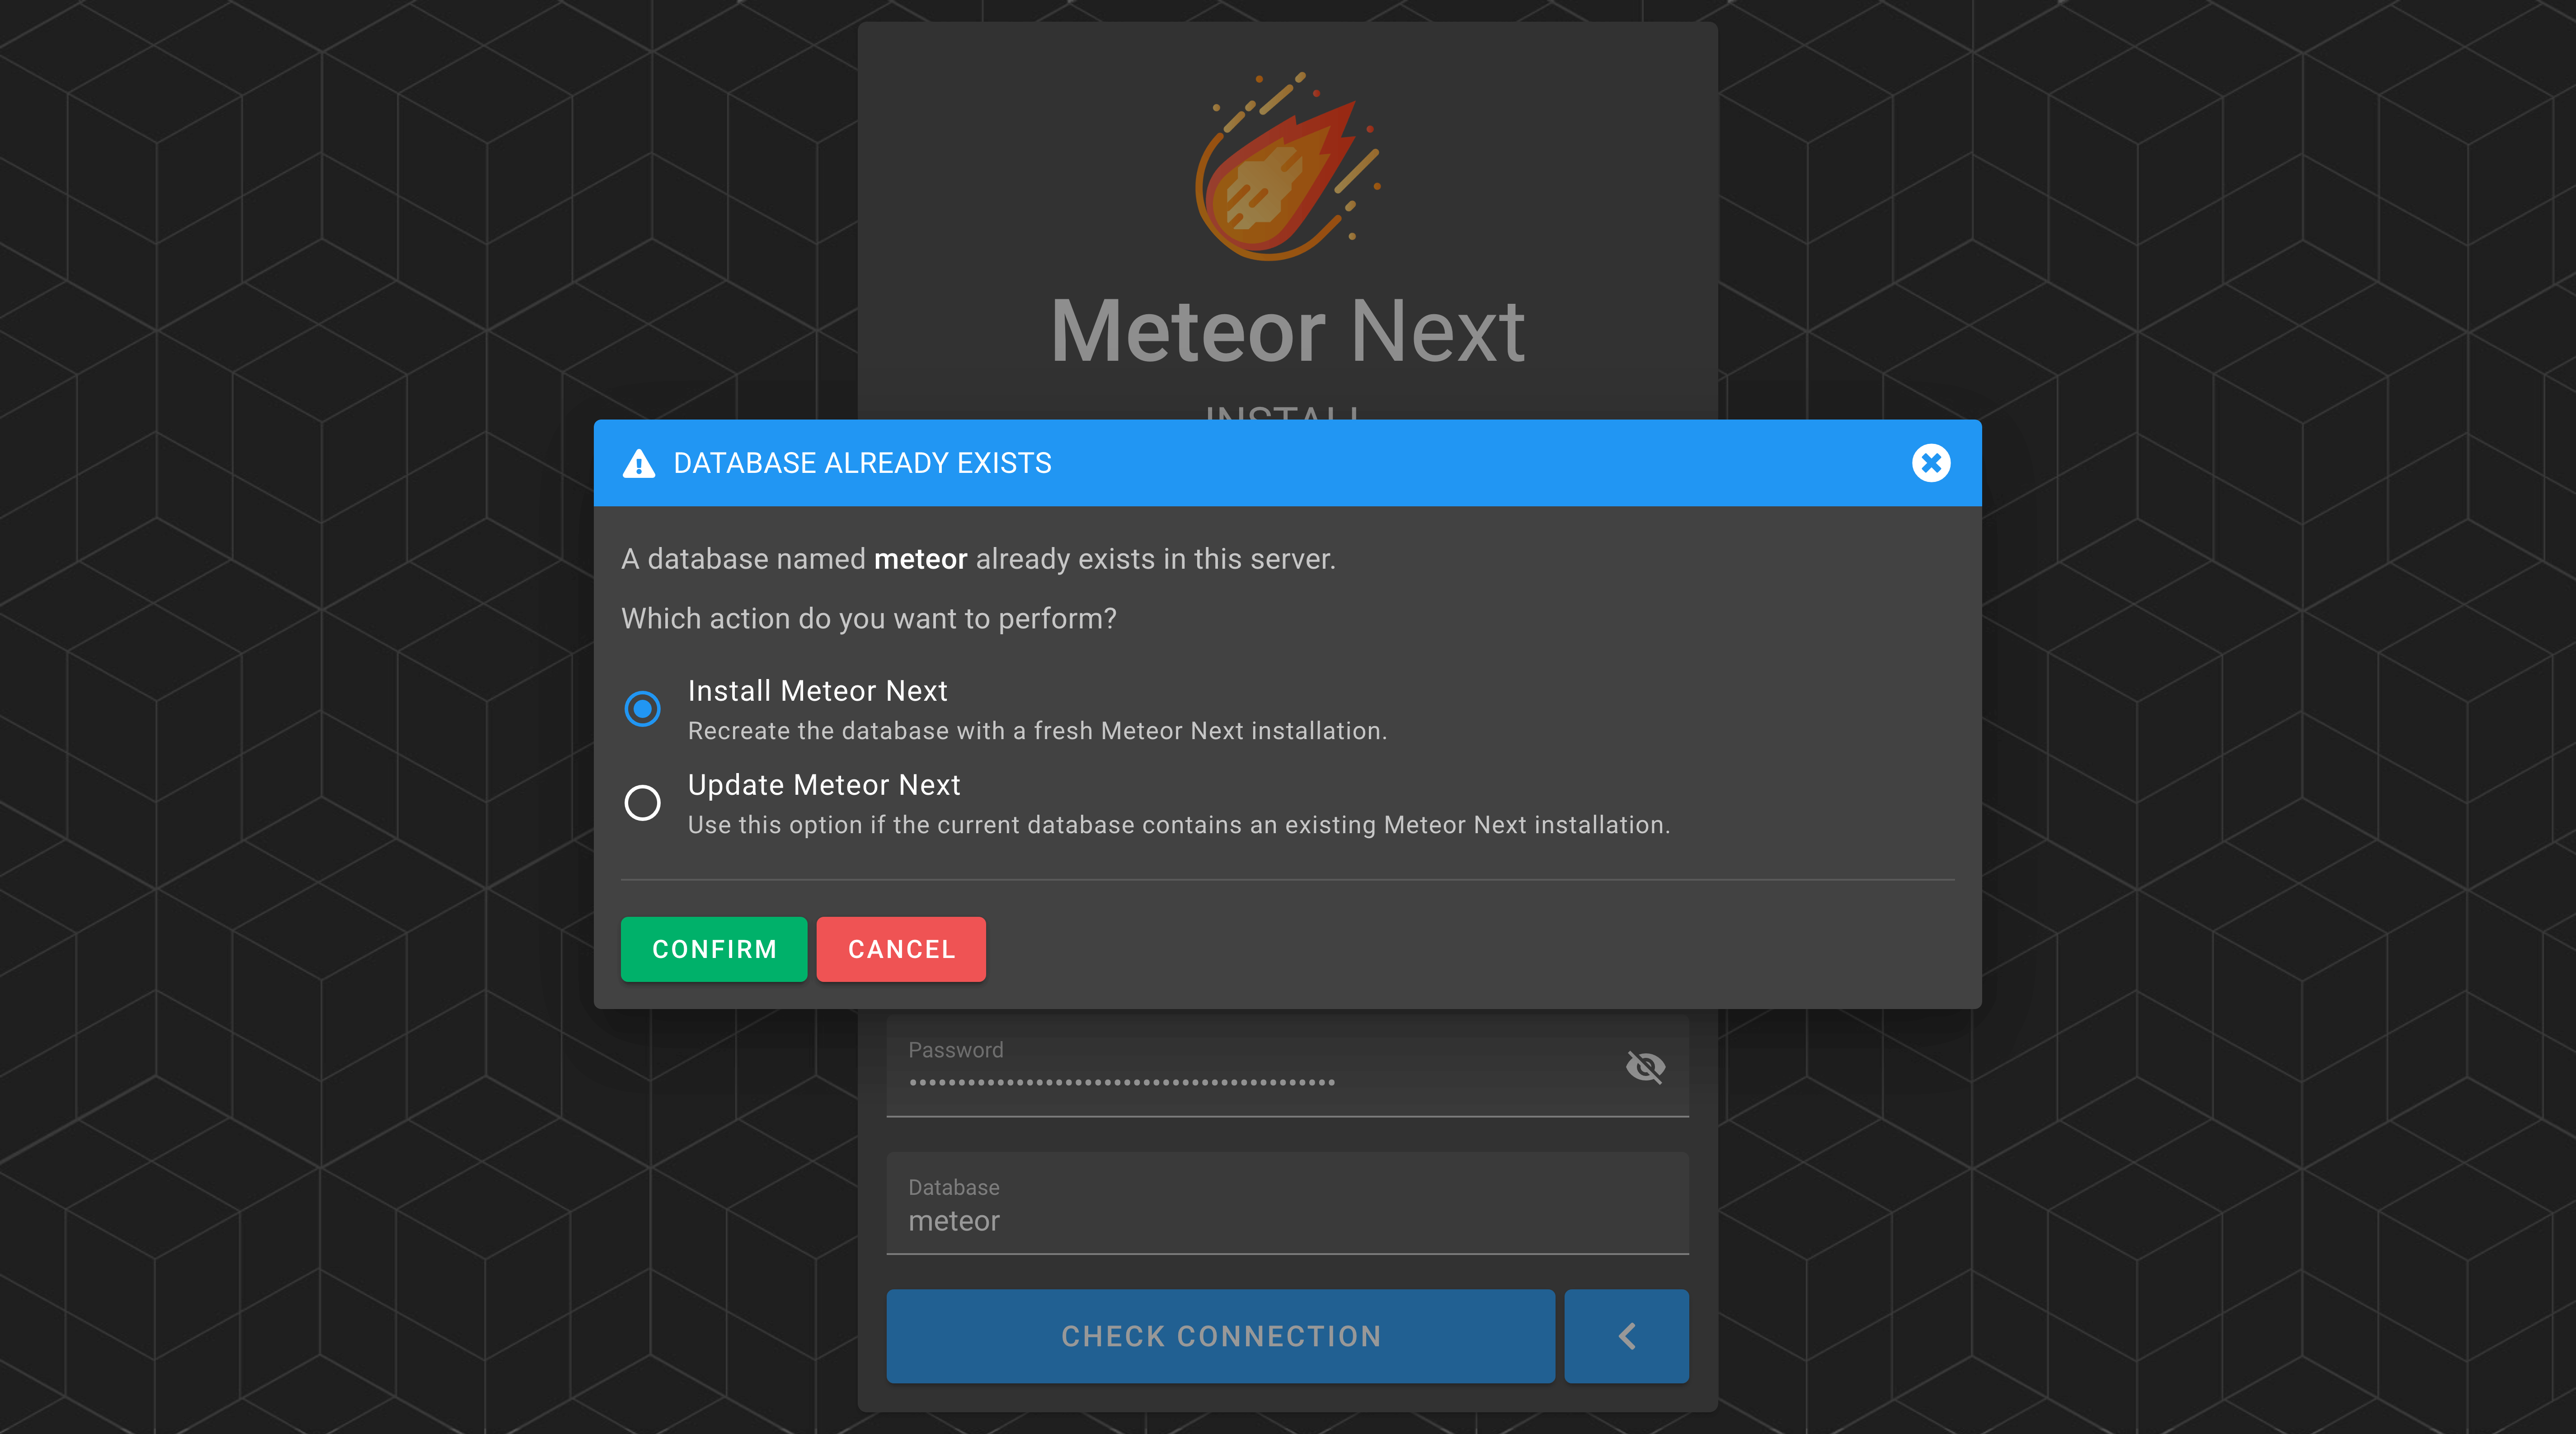 Meteor Next
INSTALL
DATABASE ALREADY EXISTS
A database named meteor already exists in this server.
Which action do you want to perform?
Install Meteor Next
Recreate the database with a fresh Meteor Next installation.
Update Meteor Next
Use this option if the current database contains an existing Meteor Next installation.
CONFIRM CANCEL
Password
Database
meteor
CHECK CONNECTION